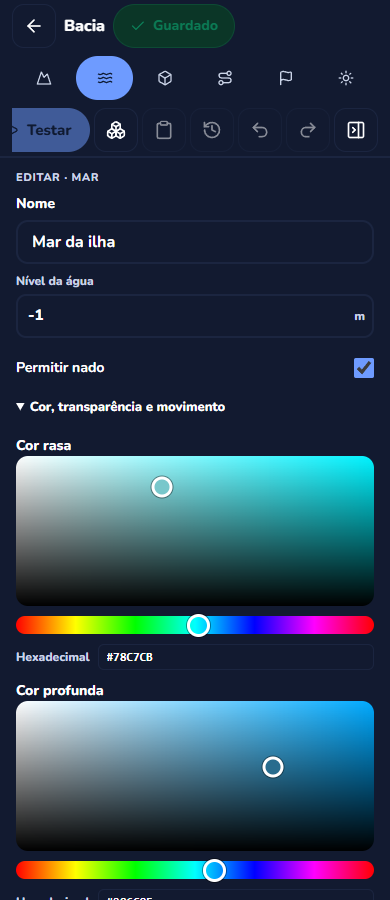 Bacia
Guardado
Testar
EDITAR · MAR
Nome
Mar da ilha
Nível da água
-1 m
Permitir nado
Cor, transparência e movimento
Cor rasa
Hexadecimal #78C7CB
Cor profunda